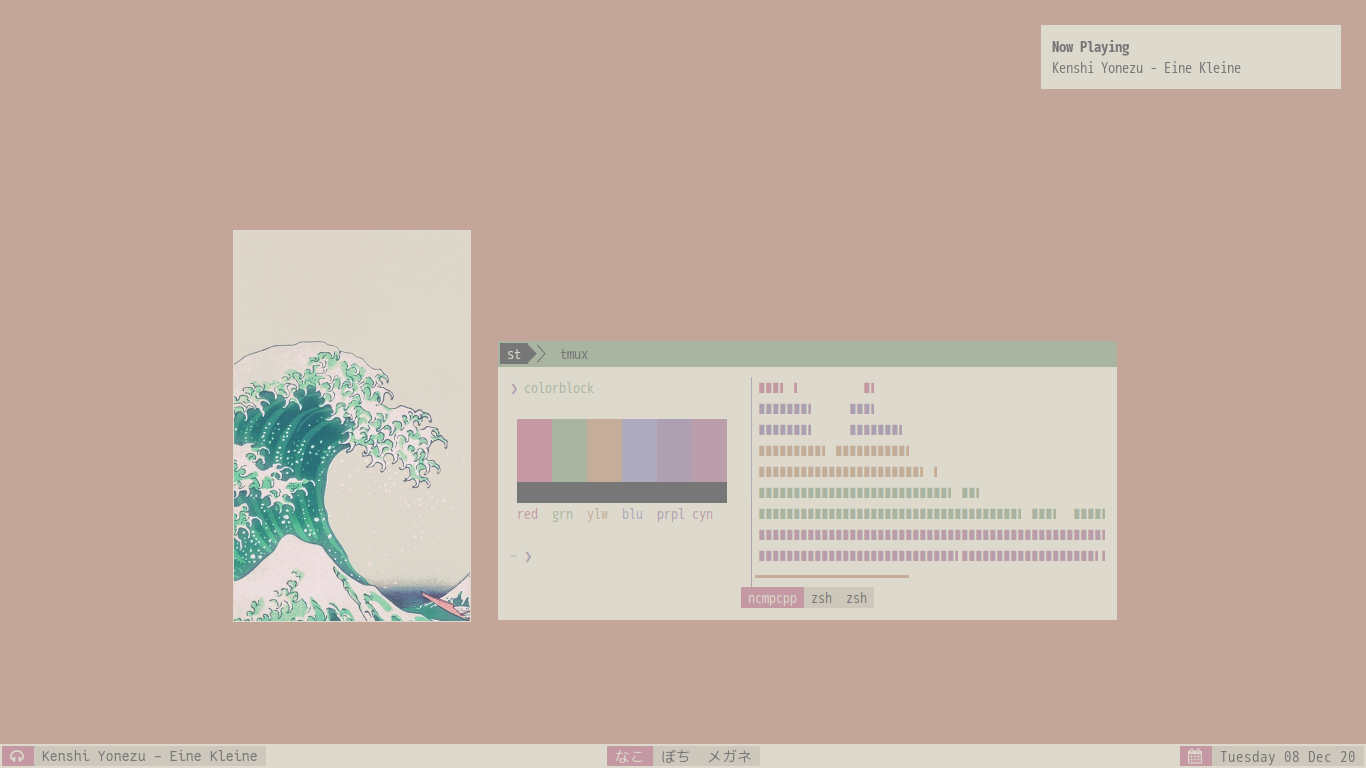 Now Playing
Kenshi Yonezu - Eine Kleine
st tmux
❯ colorblock
red grn ylw blu prpl cyn
~ ❯
ncmpcpp zsh zsh
Kenshi Yonezu - Eine Kleine
なこ ぼち メガネ
Tuesday 08 Dec 20